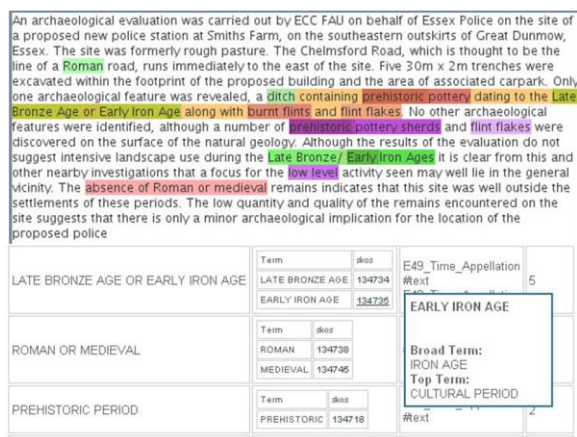 An archaeological evaluation was carried out by ECC FAU on behalf of Essex Police on the site of
a proposed new police station at Smiths Farm, on the southeastern outskirts of Great Dunmow,
Essex. The site was formerly rough pasture. The Chelmsford Road, which is thought to be the
line of a Roman road, runs immediately to the east of the site. Five 30m x 2m trenches were
excavated within the footprint of the proposed building and the area of associated carpark. Only
one archaeological feature was revealed, a ditch containing prehistoric pottery dating to the Late
Bronze Age or Early Iron Age along with burnt flints and flint flakes. No other archaeological
features were identified, although a number of prehistoric pottery sherds and flint flakes were
discovered on the surface of the natural geology. Although the results of the evaluation do not
suggest intensive landscape use during the Late Bronze/ Early Iron Ages it is clear from this and
other nearby investigations that a focus for the low level activity seen may well lie in the general
vicinity. The absence of Roman or medieval remains indicates that this site was well outside the
settlements of these periods. The low quantity and quality of the remains encountered on the
site suggests that there is only a minor archaeological implication for the location of the
proposed police
LATE BRONZE AGE OR EARLY IRON AGE
Term skos
LATE BRONZE AGE 134734
EARLY IRON AGE 134735
E49_Time_Appellation
#text
5
EARLY IRON AGE
Broad Term:
IRON AGE
Top Term:
CULTURAL PERIOD
ROMAN OR MEDIEVAL
Term skos
ROMAN 134738
MEDIEVAL 134745
PREHISTORIC PERIOD
Term skos
PREHISTORIC 134718
#text
2